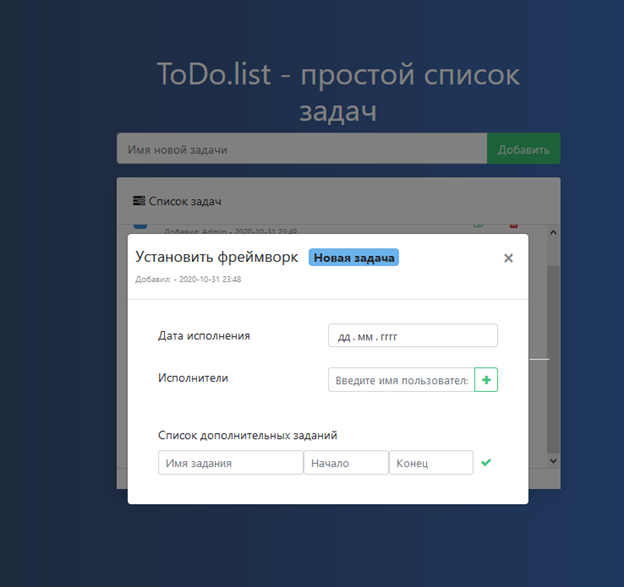 ToDo.list - простой список
задач
Имя новой задачи
Добавить
Список задач
Добавил: Admin - 2020-10-31 23:49
Установить фреймворк Новая задача ×
Добавил: - 2020-10-31 23:48
Дата исполнения
дд.мм.гггг
Исполнители
Введите имя пользовател
Список дополнительных заданий
Имя задания
Начало
Конец